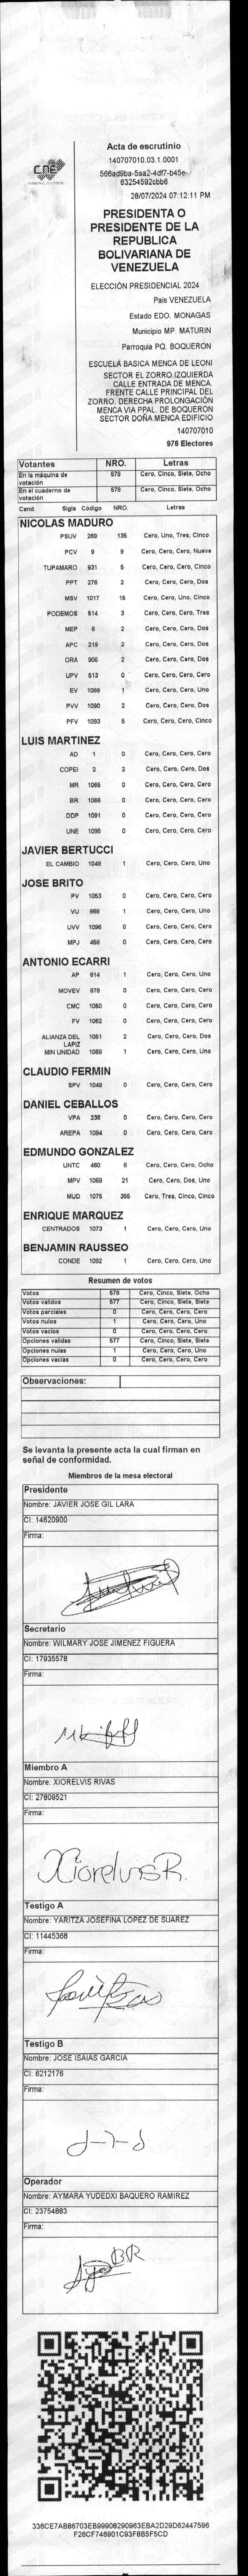 CNE
Acta de escrutinio
140707010.03.1.0001
566ad9ba-5aa2-4df7-b45e-
63254592cbb6
28/07/2024 07:12:11 PM
PRESIDENTA O
PRESIDENTE DE LA
REPUBLICA
BOLIVARIANA DE
VENEZUELA
ELECCIÓN PRESIDENCIAL 2024
Pais VENEZUELA
Estado EDO. MONAGAS
Municipio MP. MATURIN
Parroquia PQ. BOQUERON
ESCUELA BASICA MENCA DE LEONI
SECTOR EL ZORRO IZQUIERDA
CALLE ENTRADA DE MENCA.
FRENTE CALLE PRINCIPAL DEL
ZORRO. DERECHA PROLONGACIÓN
MENCA VIA PPAL. DE BOQUERON
SECTOR DOÑA MENCA EDIFICIO
140707010
976 Electores
Votantes NRO. Letras
En la máquina de votación 578 Cero, Cinco, Siete, Ocho
En el cuaderno de votación 578 Cero, Cinco, Siete, Ocho
Cand. Sigla Código NRO. Letras
NICOLAS MADURO
PSUV 269 135 Cero, Uno, Tres, Cinco
PCV 9 9 Cero, Cero, Cero, Nueve
TUPAMARO 931 5 Cero, Cero, Cero, Cinco
PPT 276 2 Cero, Cero, Cero, Dos
MSV 1017 15 Cero, Cero, Uno, Cinco
PODEMOS 514 3 Cero, Cero, Cero, Tres
MEP 6 2 Cero, Cero, Cero, Dos
APC 219 2 Cero, Cero, Cero, Dos
ORA 906 2 Cero, Cero, Cero, Dos
UPV 513 0 Cero, Cero, Cero, Cero
EV 1089 1 Cero, Cero, Cero, Uno
PVV 1090 2 Cero, Cero, Cero, Dos
PFV 1093 5 Cero, Cero, Cero, Cinco
LUIS MARTINEZ
AD 1 0 Cero, Cero, Cero, Cero
COPEI 2 2 Cero, Cero, Cero, Dos
MR 1065 0 Cero, Cero, Cero, Cero
BR 1066 0 Cero, Cero, Cero, Cero
DDP 1091 0 Cero, Cero, Cero, Cero
UNE 1095 0 Cero, Cero, Cero, Cero
JAVIER BERTUCCI
EL CAMBIO 1048 1 Cero, Cero, Cero, Uno
JOSE BRITO
PV 1053 0 Cero, Cero, Cero, Cero
VU 868 1 Cero, Cero, Cero, Uno
UVV 1096 0 Cero, Cero, Cero, Cero
MPJ 458 0 Cero, Cero, Cero, Cero
ANTONIO ECARRI
AP 814 1 Cero, Cero, Cero, Uno
MOVEV 878 0 Cero, Cero, Cero, Cero
CMC 1050 0 Cero, Cero, Cero, Cero
FV 1062 0 Cero, Cero, Cero, Cero
ALIANZA DEL LAPIZ 1051 2 Cero, Cero, Cero, Dos
MIN UNIDAD 1068 1 Cero, Cero, Cero, Uno
CLAUDIO FERMIN
SPV 1049 0 Cero, Cero, Cero, Cero
DANIEL CEBALLOS
VPA 236 0 Cero, Cero, Cero, Cero
AREPA 1094 0 Cero, Cero, Cero, Cero
EDMUNDO GONZALEZ
UNTC 460 8 Cero, Cero, Cero, Ocho
MPV 1069 21 Cero, Cero, Dos, Uno
MUD 1075 355 Cero, Tres, Cinco, Cinco
ENRIQUE MARQUEZ
CENTRADOS 1073 1 Cero, Cero, Cero, Uno
BENJAMIN RAUSSEO
CONDE 1092 1 Cero, Cero, Cero, Uno
Resumen de votos
Votos 578 Cero, Cinco, Siete, Ocho
Votos validos 577 Cero, Cinco, Siete, Siete
Votos parciales 0 Cero, Cero, Cero, Cero
Votos nulos 1 Cero, Cero, Cero, Uno
Votos vacios 0 Cero, Cero, Cero, Cero
Opciones validas 577 Cero, Cinco, Siete, Siete
Opciones nulas 1 Cero, Cero, Cero, Uno
Opciones vacias 0 Cero, Cero, Cero, Cero
Observaciones:
Se levanta la presente acta la cual firman en
señal de conformidad.
Miembros de la mesa electoral
Presidente
Nombre: JAVIER JOSE GIL LARA
CI: 14620900
Firma:
Secretario
Nombre: WILMARY JOSE JIMENEZ FIGUERA
CI: 17935578
Firma:
Miembro A
Nombre: XIORELVIS RIVAS
CI: 27809521
Firma:
XiorelvisR.
Testigo A
Nombre: YARITZA JOSEFINA LOPEZ DE SUAREZ
CI: 11445368
Firma:
Testigo B
Nombre: JOSE ISAIAS GARCIA
CI: 6212176
Firma:
Operador
Nombre: AYMARA YUDEDXI BAQUERO RAMIREZ
CI: 23754883
Firma:
336CE7AB86703EB99908290963EBA2D29D62447596
F26CF746901C93F8B5F5CD